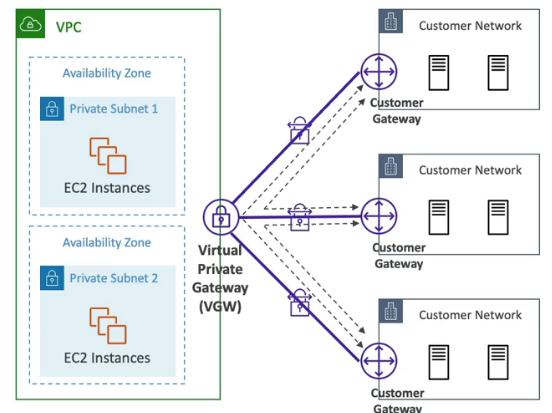 VPC
Availability Zone
Private Subnet 1
EC2 Instances
Availability Zone
Private Subnet 2
EC2 Instances
Virtual
Private
Gateway
(VGW)
Customer Network
Customer
Gateway
Customer Network
Customer
Gateway
Customer Network
Customer
Gateway